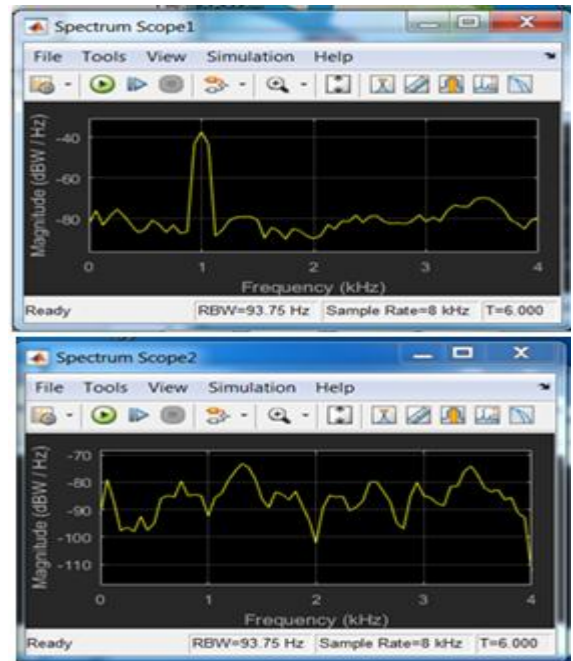 Spectrum Scope1
File Tools View Simulation Help
Magnitude (dBW / Hz)
-40
-60
-80
0 1 2 3 4
Frequency (kHz)
Ready RBW=93.75 Hz Sample Rate=8 kHz T=6.000
Spectrum Scope2
File Tools View Simulation Help
Magnitude (dBW / Hz)
-70
-80
-90
-100
-110
0 1 2 3 4
Frequency (kHz)
Ready RBW=93.75 Hz Sample Rate=8 kHz T=6.000